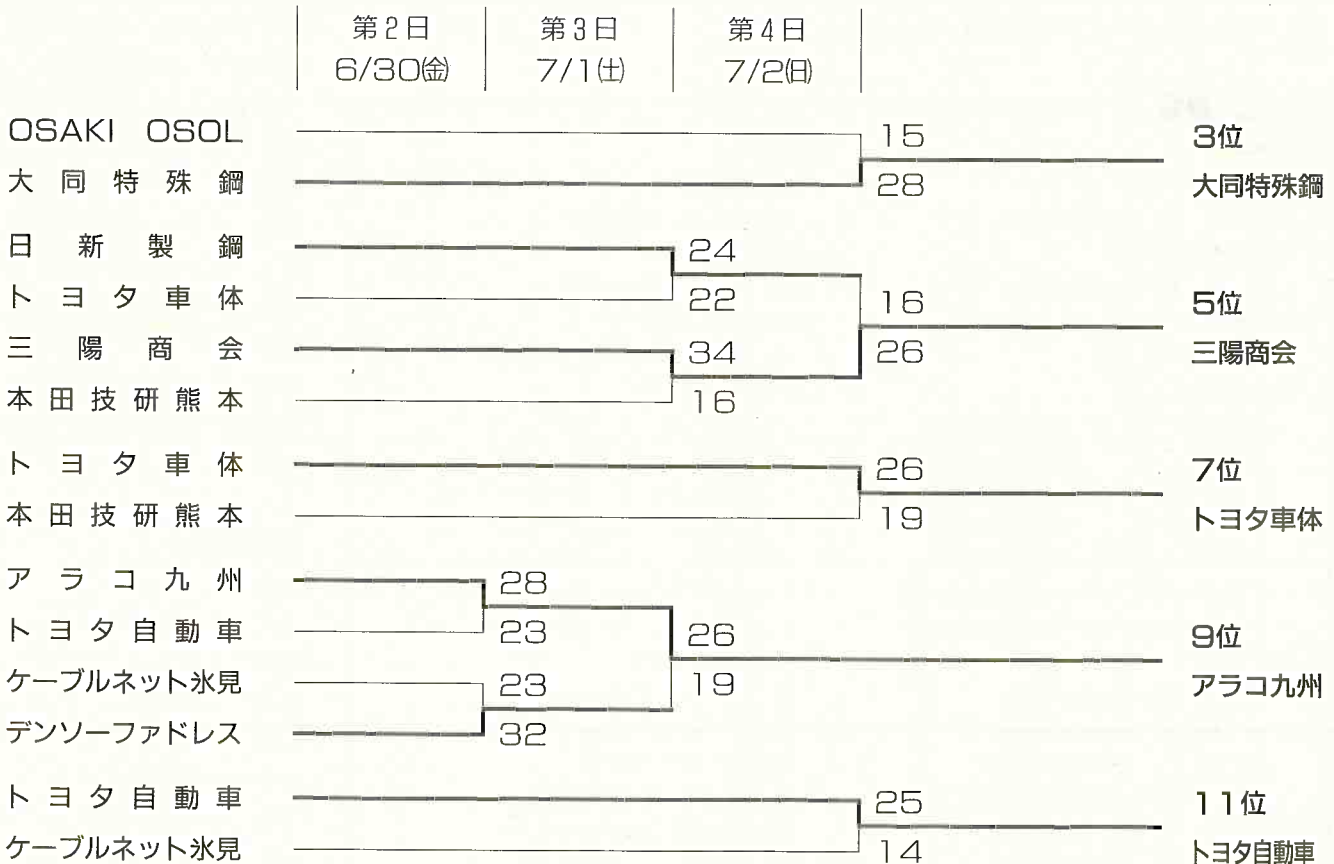 第2日 第3日 第4日
6/30㈮ 7/1㈯ 7/2㈰
OSAKI OSOL 15 3位
大同特殊鋼 28 大同特殊鋼
日新製鋼 24
トヨタ車体 22 16 5位
三陽商会 34 26 三陽商会
本田技研熊本 16
トヨタ車体 26 7位
本田技研熊本 19 トヨタ車体
アラコ九州 28
トヨタ自動車 23 26 9位
ケーブルネット氷見 23 19 アラコ九州
デンソーファドレス 32
トヨタ自動車 25 11位
ケーブルネット氷見 14 トヨタ自動車